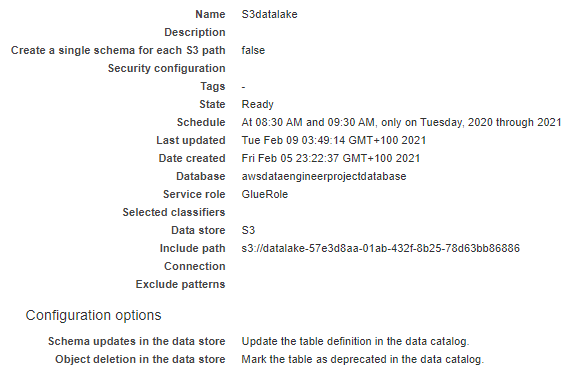 Name S3datalake
Description
Create a single schema for each S3 path false
Security configuration
Tags -
State Ready
Schedule At 08:30 AM and 09:30 AM, only on Tuesday, 2020 through 2021
Last updated Tue Feb 09 03:49:14 GMT+100 2021
Date created Fri Feb 05 23:22:37 GMT+100 2021
Database awsdataengineerprojectdatabase
Service role GlueRole
Selected classifiers
Data store S3
Include path s3://datalake-57e3d8aa-01ab-432f-8b25-78d63bb86886
Connection
Exclude patterns
Configuration options
Schema updates in the data store Update the table definition in the data catalog.
Object deletion in the data store Mark the table as deprecated in the data catalog.